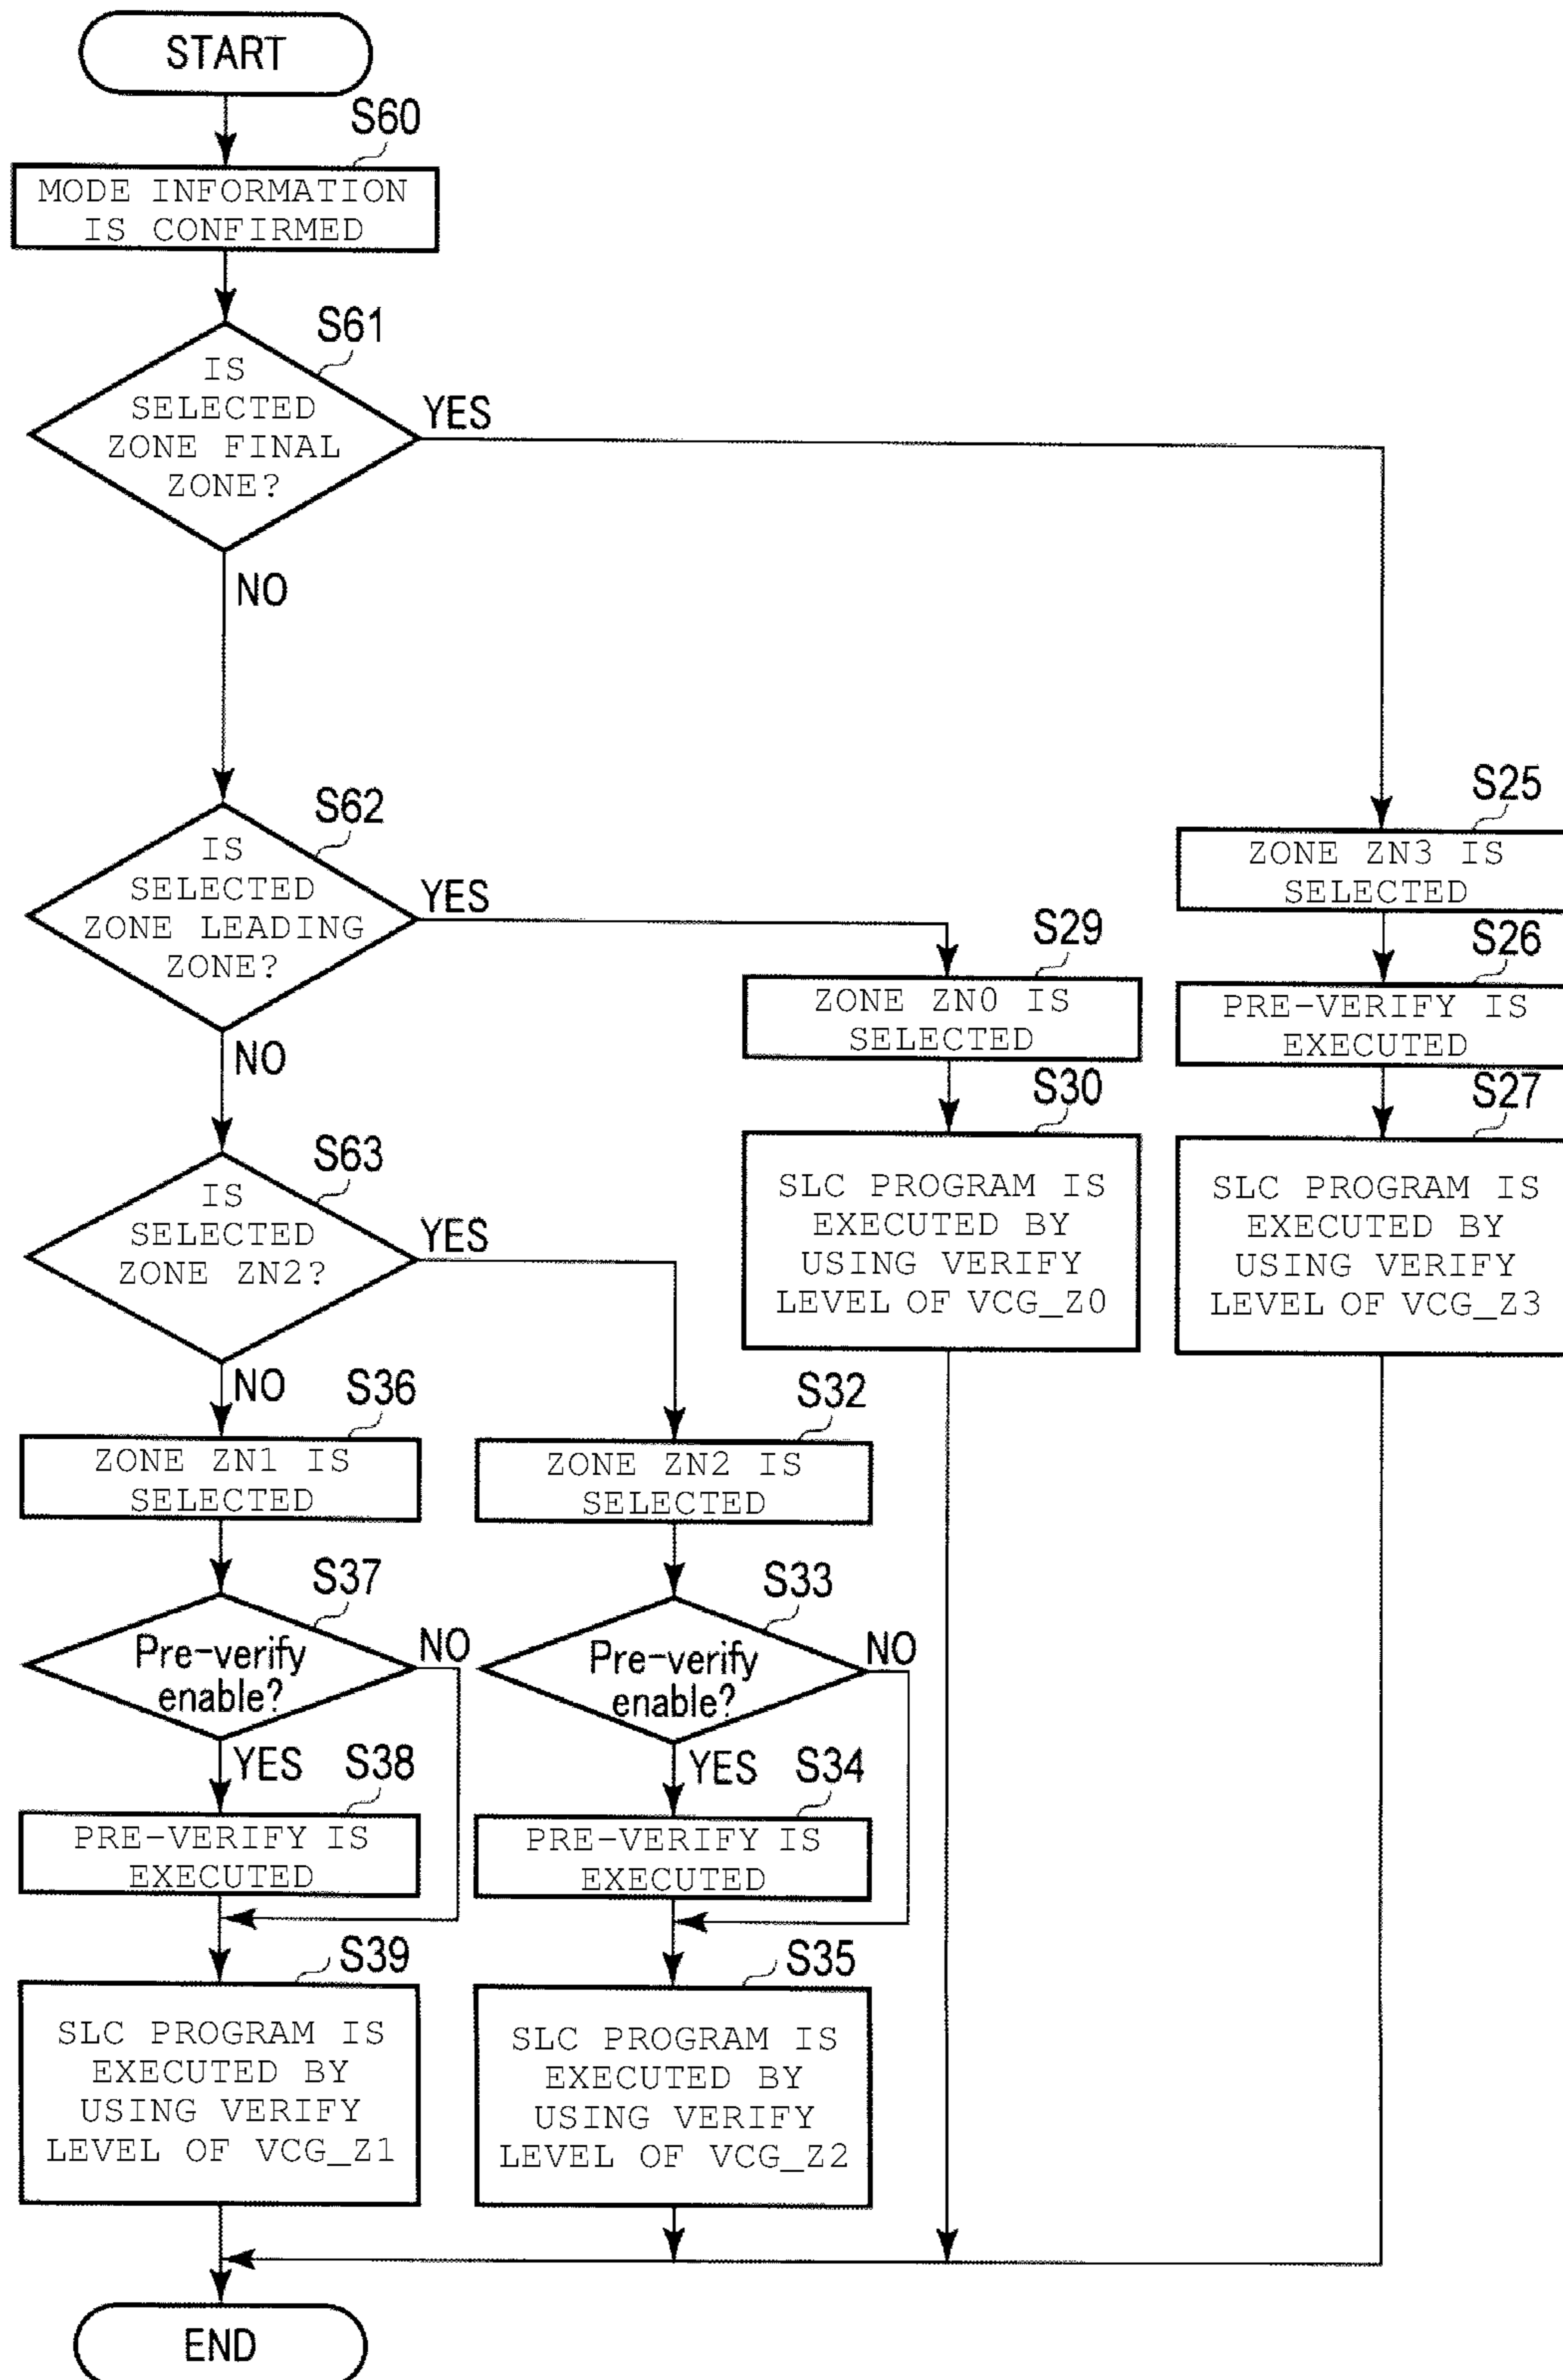 START
S60
MODE INFORMATION
IS CONFIRMED
S61
IS
SELECTED
ZONE FINAL
ZONE?
YES
NO
S62
IS
SELECTED
ZONE LEADING
ZONE?
YES
NO
S25
ZONE ZN3 IS
SELECTED
S29
ZONE ZN0 IS
SELECTED
S26
PRE-VERIFY IS
EXECUTED
S30
SLC PROGRAM IS
EXECUTED BY
USING VERIFY
LEVEL OF VCG_Z0
S27
SLC PROGRAM IS
EXECUTED BY
USING VERIFY
LEVEL OF VCG_Z3
S63
IS
SELECTED
ZONE ZN2?
YES
NO
S36
ZONE ZN1 IS
SELECTED
S32
ZONE ZN2 IS
SELECTED
S37
Pre-verify
enable?
NO
YES
S33
Pre-verify
enable?
NO
YES
S38
PRE-VERIFY IS
EXECUTED
S34
PRE-VERIFY IS
EXECUTED
S39
SLC PROGRAM IS
EXECUTED BY
USING VERIFY
LEVEL OF VCG_Z1
S35
SLC PROGRAM IS
EXECUTED BY
USING VERIFY
LEVEL OF VCG_Z2
END